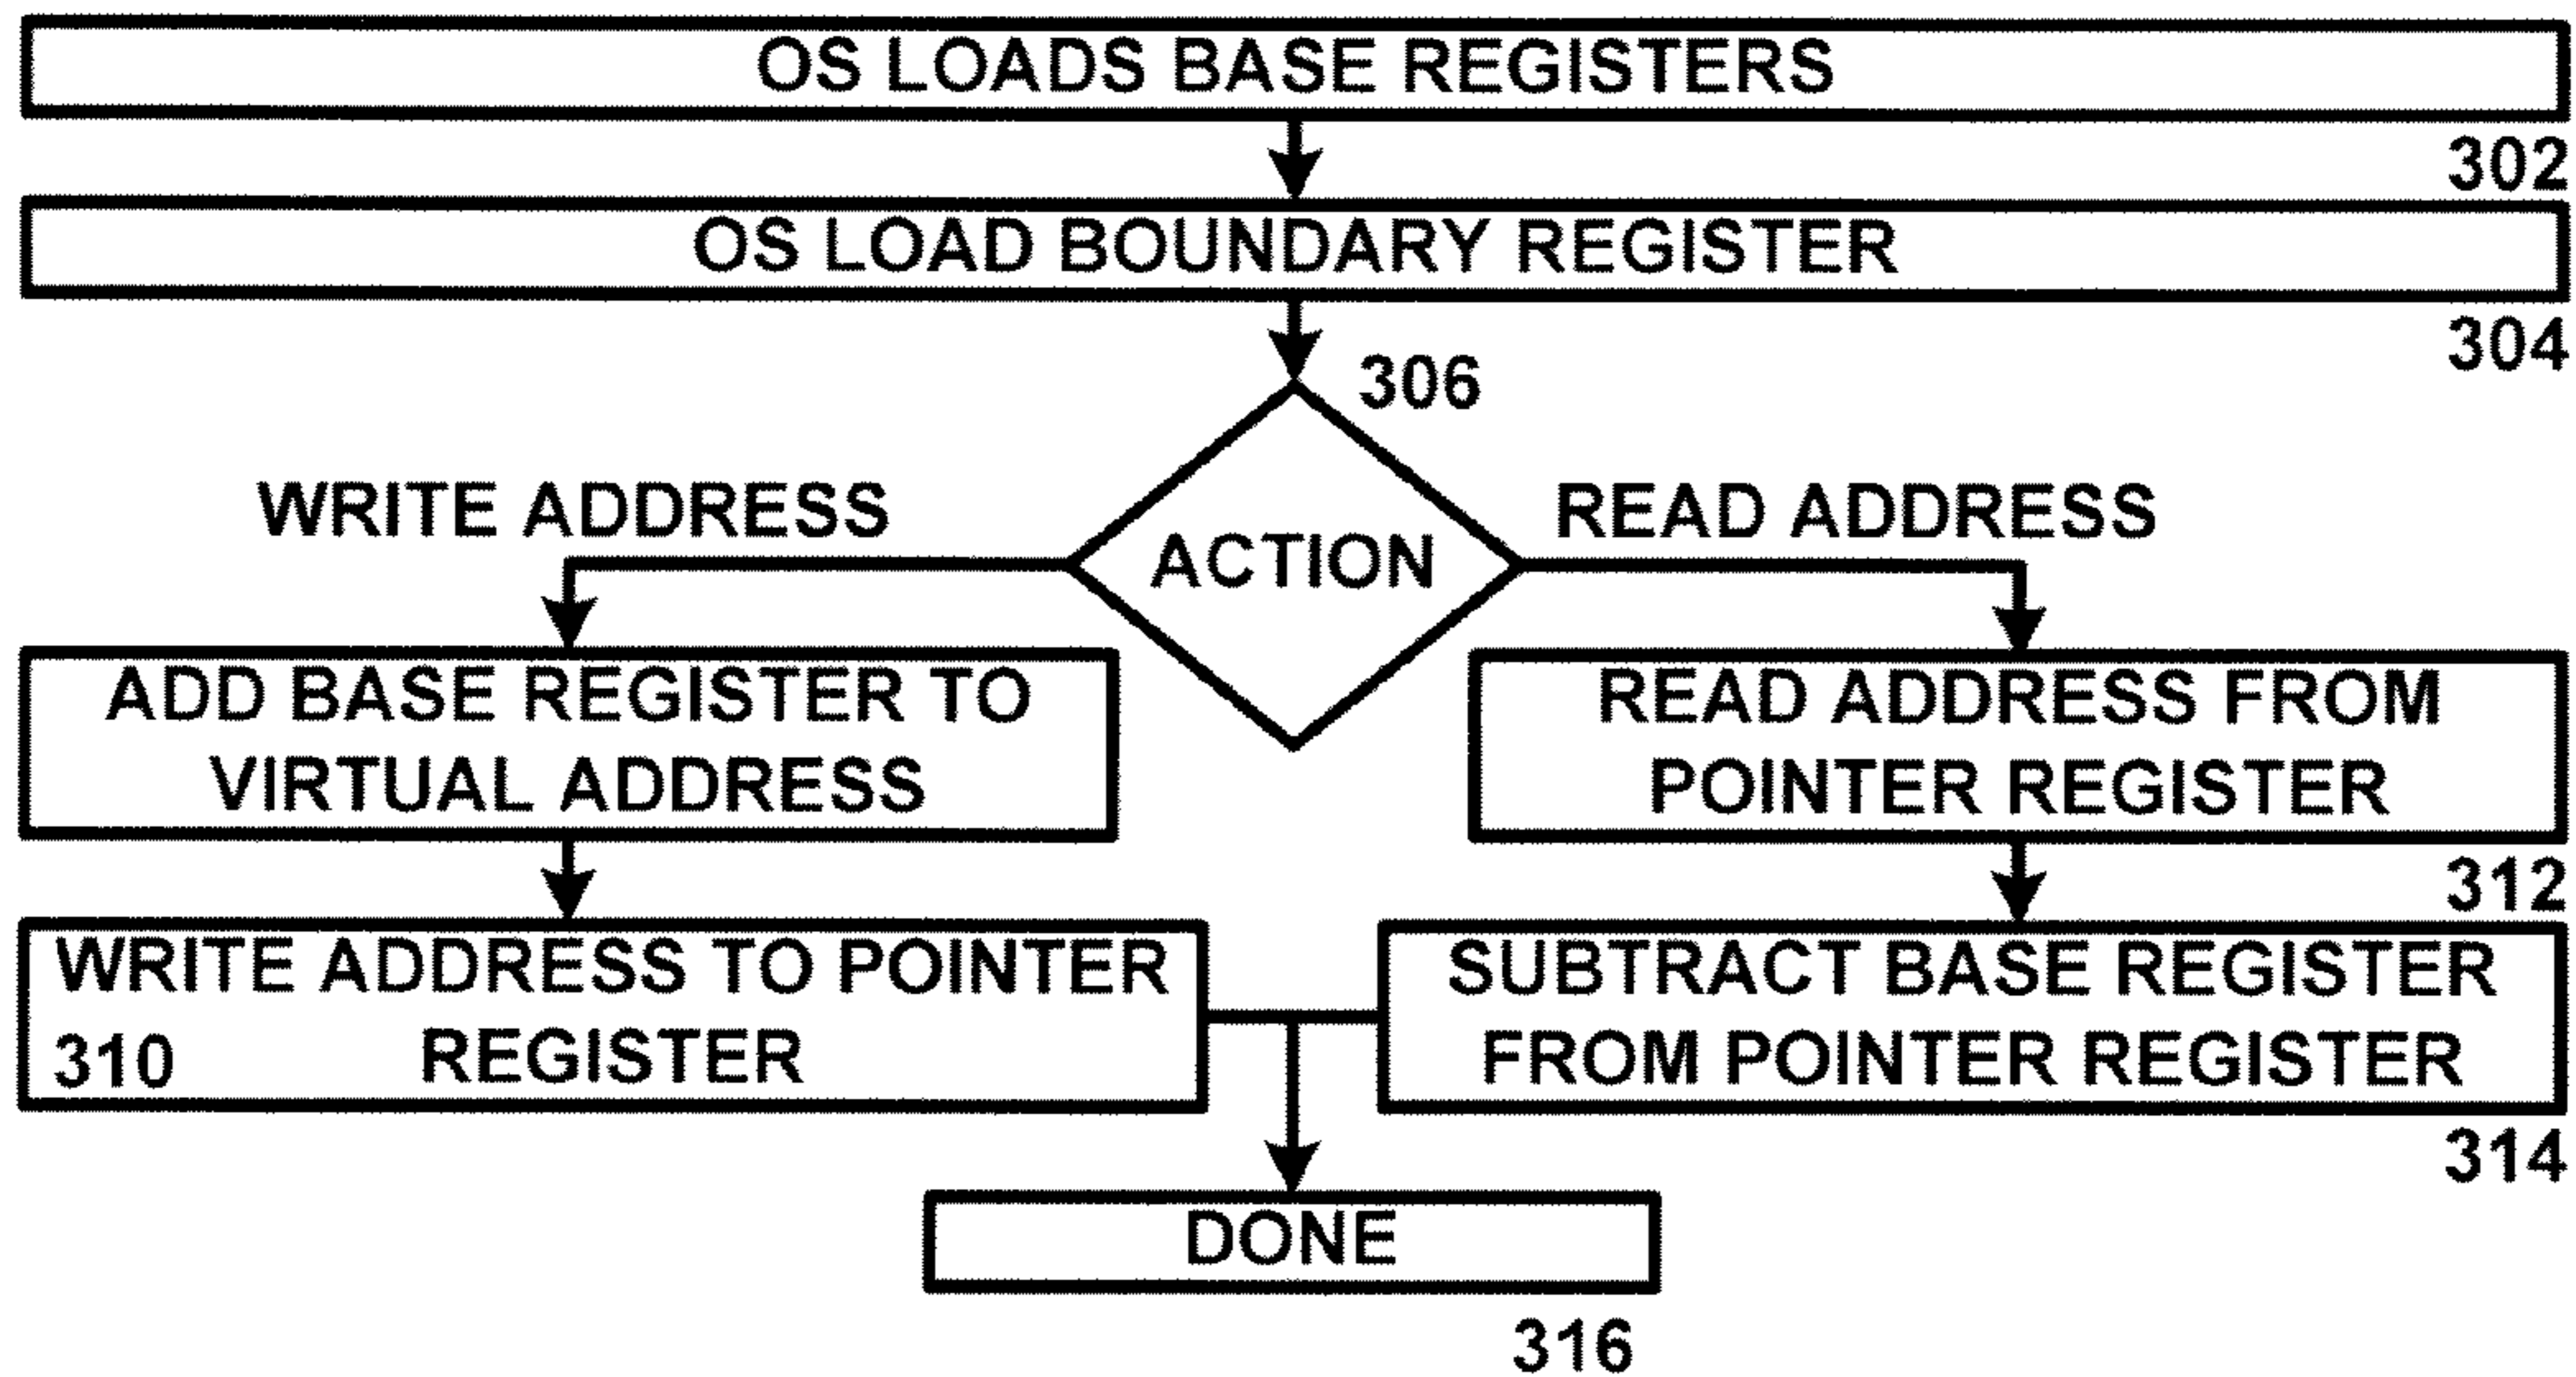 OS LOADS BASE REGISTERS
302
OS LOAD BOUNDARY REGISTER
304
306
WRITE ADDRESS
ACTION
READ ADDRESS
ADD BASE REGISTER TO
VIRTUAL ADDRESS
READ ADDRESS FROM
POINTER REGISTER
312
WRITE ADDRESS TO POINTER
310 REGISTER
SUBTRACT BASE REGISTER
FROM POINTER REGISTER
314
DONE
316